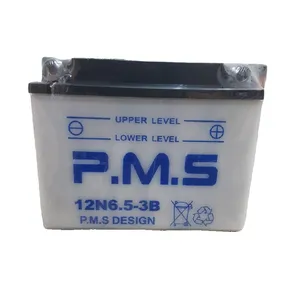 UPPER LEVEL
LOWER LEVEL
P.M.S
12N6.5-3B
P.M.S DESIGN